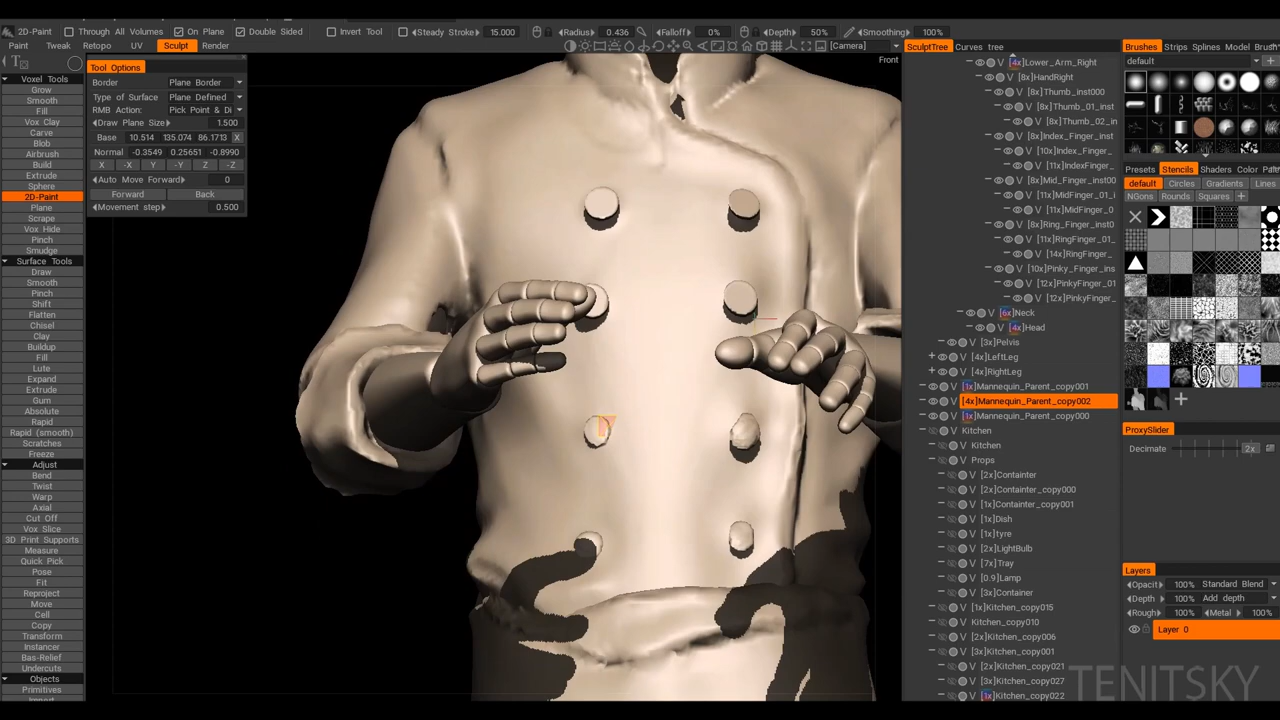 2D-Paint Through All Volumes On Plane Double Sided Invert Tool Steady Stroke 15.000 Radius 0.436 Falloff 0% Depth 50% Smoothing 100%
Paint Tweak Retopo UV Sculpt Render [Camera]
Front
Voxel Tools
Grow
Smooth
Fill
Vox Clay
Carve
Blob
Airbrush
Build
Extrude
Sphere
2D-Paint
Plane
Scrape
Vox Hide
Pinch
Smudge
Surface Tools
Draw
Smooth
Pinch
Shift
Flatten
Chisel
Clay
Buildup
Fill
Lute
Expand
Extrude
Gum
Absolute
Rapid
Rapid (smooth)
Scratches
Freeze
Adjust
Bend
Twist
Warp
Axial
Cut Off
Vox Slice
3D Print Supports
Measure
Quick Pick
Pose
Fit
Reproject
Move
Cell
Copy
Transform
Instancer
Bas-Relief
Undercuts
Objects
Primitives
Tool Options
Border Plane Border
Type of Surface Plane Defined
RMB Action: Pick Point & Di
Draw Plane Size 1.500
Base 10.514 135.074 86.1713 X
Normal -0.3549 0.25651 -0.8990
X -X Y -Y Z -Z
Auto Move Forward 0
Forward Back
Movement step 0.500
SculptTree Curves tree
V [4x]Lower_Arm_Right
V [8x]HandRight
V [8x]Thumb_inst000
V [8x]Thumb_01_inst
V [8x]Thumb_02_in
V [8x]Index_Finger_inst
V [10x]Index_Finger_
V [11x]IndexFinger_
V [8x]Mid_Finger_inst00
V [11x]MidFinger_01_i
V [11x]MidFinger_0
V [8x]Ring_Finger_inst0
V [11x]RingFinger_01_
V [14x]RingFinger_
V [10x]Pinky_Finger_ins
V [12x]PinkyFinger_01
V [12x]PinkyFinger_
V [6x]Neck
V [4x]Head
V [3x]Pelvis
V [4x]LeftLeg
V [4x]RightLeg
V [1x]Mannequin_Parent_copy001
V [4x]Mannequin_Parent_copy002
V [1x]Mannequin_Parent_copy000
V Kitchen
V Kitchen
V Props
V [2x]Containter
V [2x]Containter_copy000
V [1x]Containter_copy001
V [1x]Dish
V [1x]tyre
V [2x]LightBulb
V [7x]Tray
V [0.9]Lamp
V [3x]Container
V [1x]Kitchen_copy015
V Kitchen_copy010
V [2x]Kitchen_copy006
V [3x]Kitchen_copy001
V [2x]Kitchen_copy021
V [3x]Kitchen_copy027
V [1x]Kitchen_copy022
Brushes Strips Splines Model
default
Presets Stencils Shaders Color
default Circles Gradients Lines
NGons Rounds Squares
ProxySlider
Decimate 2x
Layers
Opacit 100% Standard Blend
Depth 100% Add depth
Rough 100% Metal 100%
Layer 0
TENITSKY